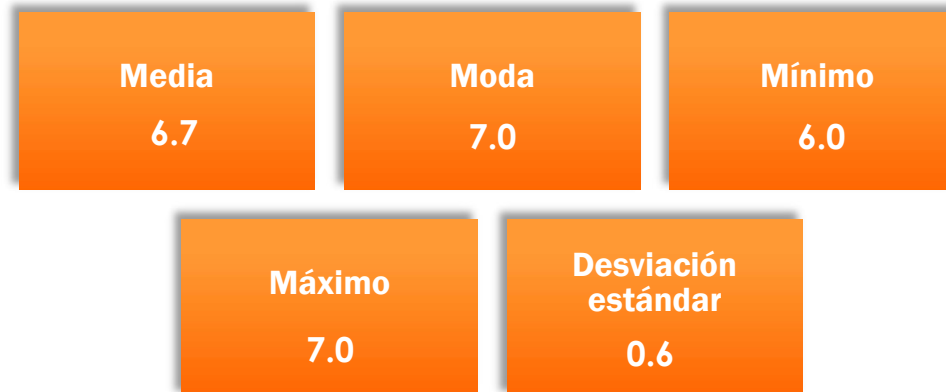 Media
6.7
Moda
7.0
Mínimo
6.0
Máximo
7.0
Desviación
estándar
0.6